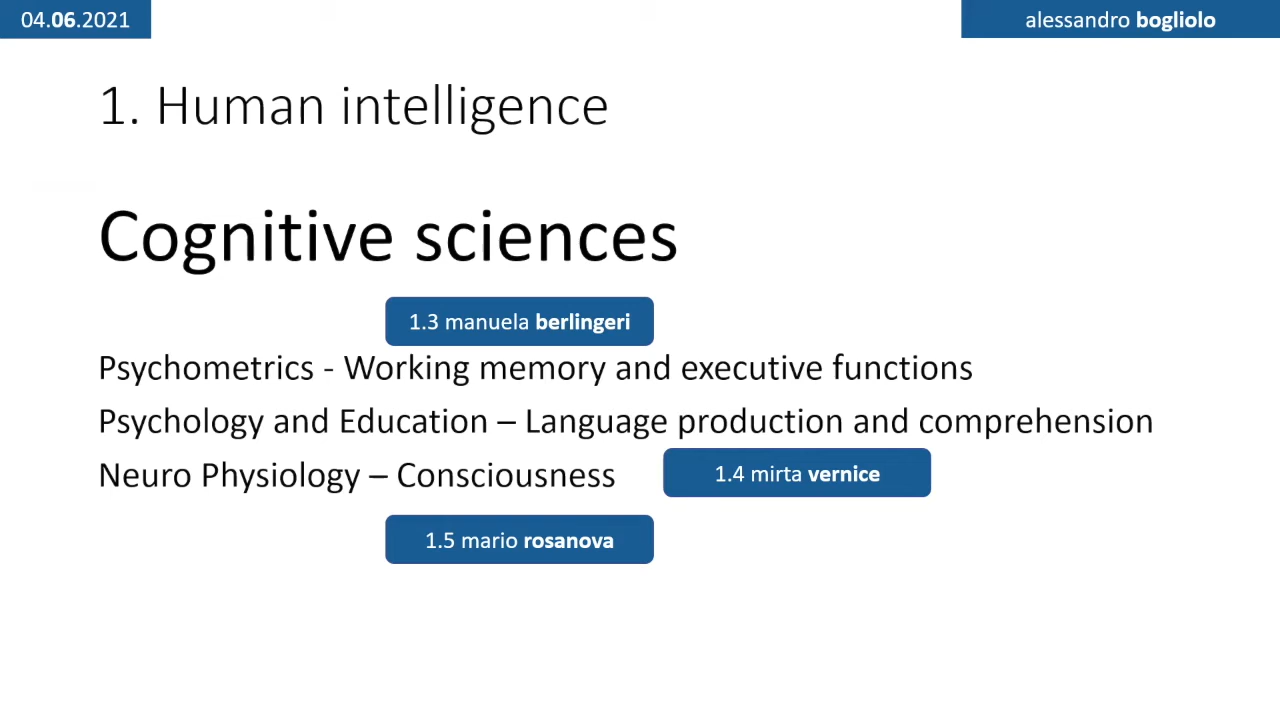 04.06.2021
alessandro bogliolo
1. Human intelligence
Cognitive sciences
1.3 manuela berlingeri
Psychometrics - Working memory and executive functions
Psychology and Education – Language production and comprehension
Neuro Physiology – Consciousness
1.4 mirta vernice
1.5 mario rosanova